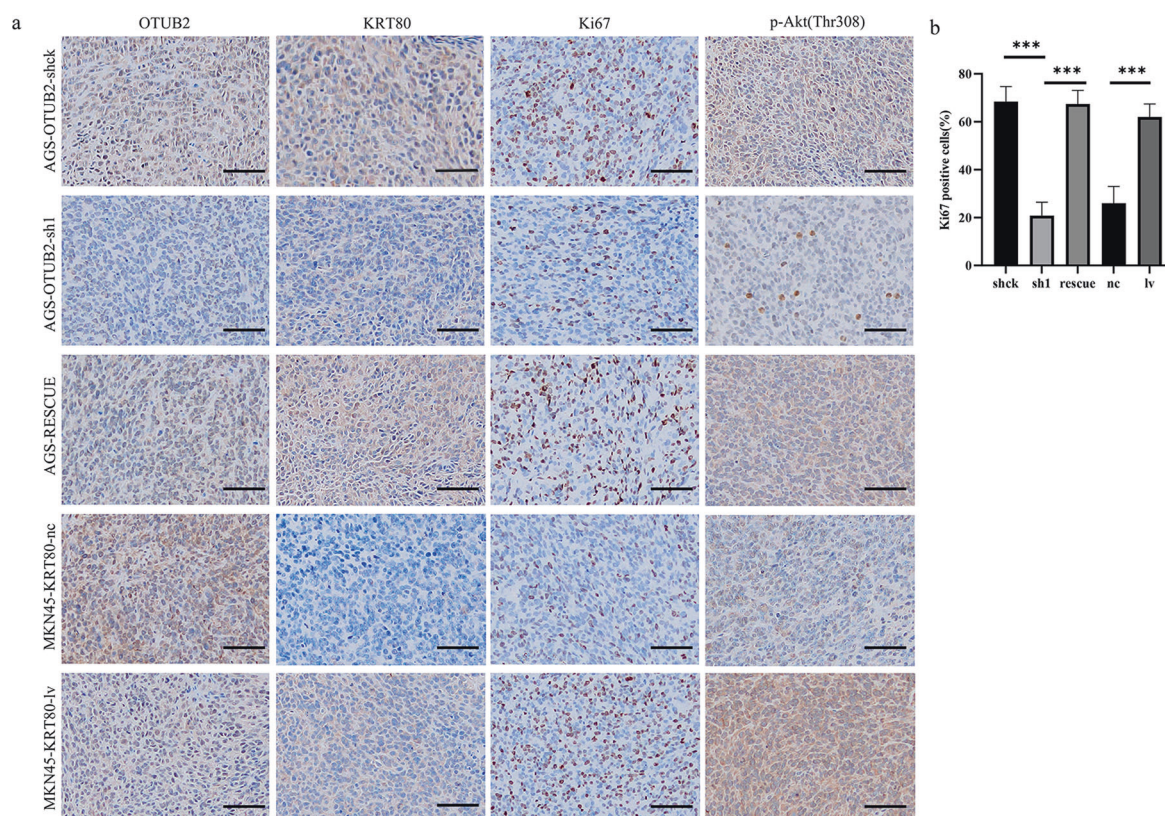 a
OTUB2 KRT80 Ki67 p-Akt(Thr308)
AGS-OTUB2-shck
AGS-OTUB2-sh1
AGS-RESCUE
MKN45-KRT80-nc
MKN45-KRT80-lv
b
*** *** ***
Ki67 positive cells(%)
80
60
40
20
0
shck sh1 rescue nc lv